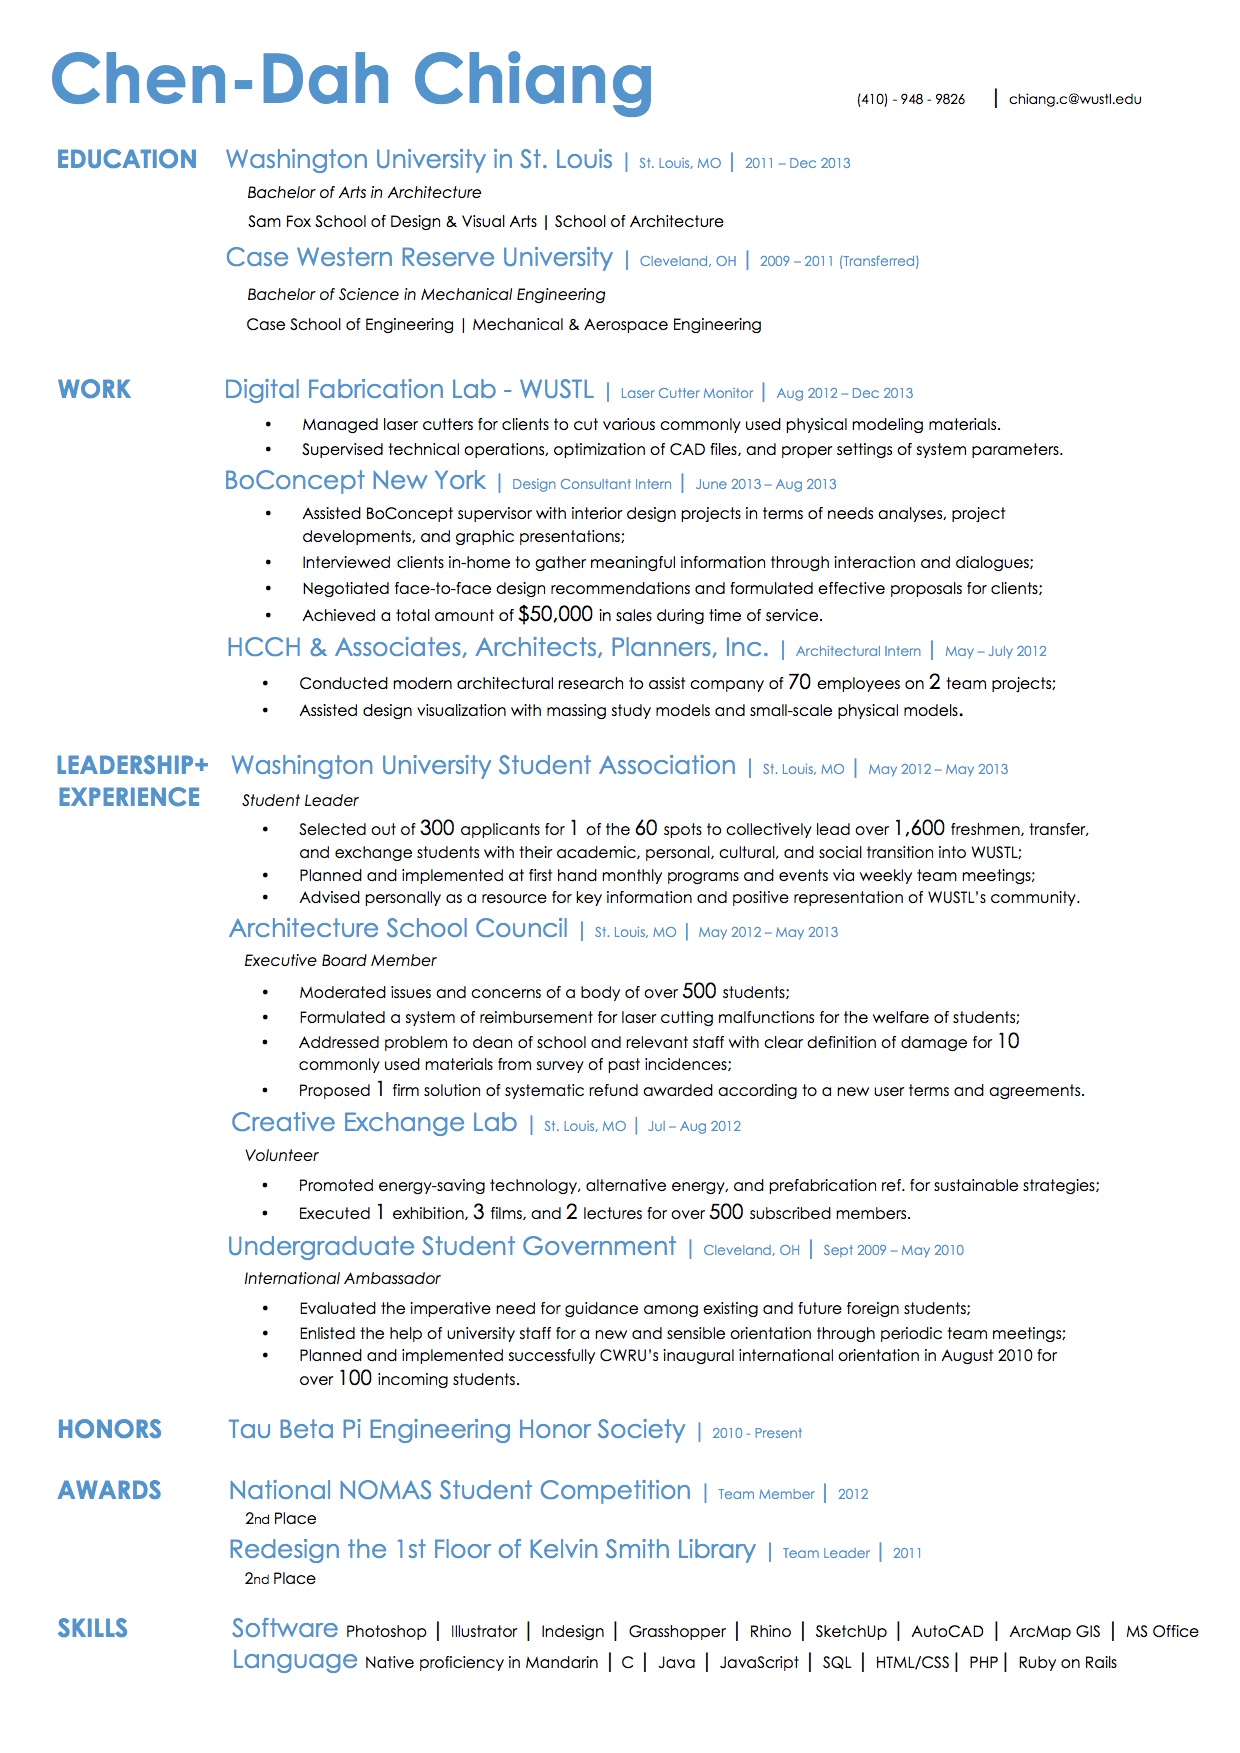 Chen-Dah Chiang
(410) - 948 - 9826 | chiang.c@wustl.edu
EDUCATION Washington University in St. Louis | St. Louis, MO | 2011 – Dec 2013
Bachelor of Arts in Architecture
Sam Fox School of Design & Visual Arts | School of Architecture
Case Western Reserve University | Cleveland, OH | 2009 – 2011 (Transferred)
Bachelor of Science in Mechanical Engineering
Case School of Engineering | Mechanical & Aerospace Engineering
WORK Digital Fabrication Lab - WUSTL | Laser Cutter Monitor | Aug 2012 – Dec 2013
• Managed laser cutters for clients to cut various commonly used physical modeling materials.
• Supervised technical operations, optimization of CAD files, and proper settings of system parameters.
BoConcept New York | Design Consultant Intern | June 2013 – Aug 2013
• Assisted BoConcept supervisor with interior design projects in terms of needs analyses, project
developments, and graphic presentations;
• Interviewed clients in-home to gather meaningful information through interaction and dialogues;
• Negotiated face-to-face design recommendations and formulated effective proposals for clients;
• Achieved a total amount of $50,000 in sales during time of service.
HCCH & Associates, Architects, Planners, Inc. | Architectural Intern | May – July 2012
• Conducted modern architectural research to assist company of 70 employees on 2 team projects;
• Assisted design visualization with massing study models and small-scale physical models.
LEADERSHIP+ Washington University Student Association | St. Louis, MO | May 2012 – May 2013
EXPERIENCE Student Leader
• Selected out of 300 applicants for 1 of the 60 spots to collectively lead over 1,600 freshmen, transfer,
and exchange students with their academic, personal, cultural, and social transition into WUSTL;
• Planned and implemented at first hand monthly programs and events via weekly team meetings;
• Advised personally as a resource for key information and positive representation of WUSTL's community.
Architecture School Council | St. Louis, MO | May 2012 – May 2013
Executive Board Member
• Moderated issues and concerns of a body of over 500 students;
• Formulated a system of reimbursement for laser cutting malfunctions for the welfare of students;
• Addressed problem to dean of school and relevant staff with clear definition of damage for 10
commonly used materials from survey of past incidences;
• Proposed 1 firm solution of systematic refund awarded according to a new user terms and agreements.
Creative Exchange Lab | St. Louis, MO | Jul – Aug 2012
Volunteer
• Promoted energy-saving technology, alternative energy, and prefabrication ref. for sustainable strategies;
• Executed 1 exhibition, 3 films, and 2 lectures for over 500 subscribed members.
Undergraduate Student Government | Cleveland, OH | Sept 2009 – May 2010
International Ambassador
• Evaluated the imperative need for guidance among existing and future foreign students;
• Enlisted the help of university staff for a new and sensible orientation through periodic team meetings;
• Planned and implemented successfully CWRU's inaugural international orientation in August 2010 for
over 100 incoming students.
HONORS Tau Beta Pi Engineering Honor Society | 2010 - Present
AWARDS National NOMAS Student Competition | Team Member | 2012
2nd Place
Redesign the 1st Floor of Kelvin Smith Library | Team Leader | 2011
2nd Place
SKILLS Software Photoshop | Illustrator | Indesign | Grasshopper | Rhino | SketchUp | AutoCAD | ArcMap GIS | MS Office
Language Native proficiency in Mandarin | C | Java | JavaScript | SQL | HTML/CSS | PHP | Ruby on Rails